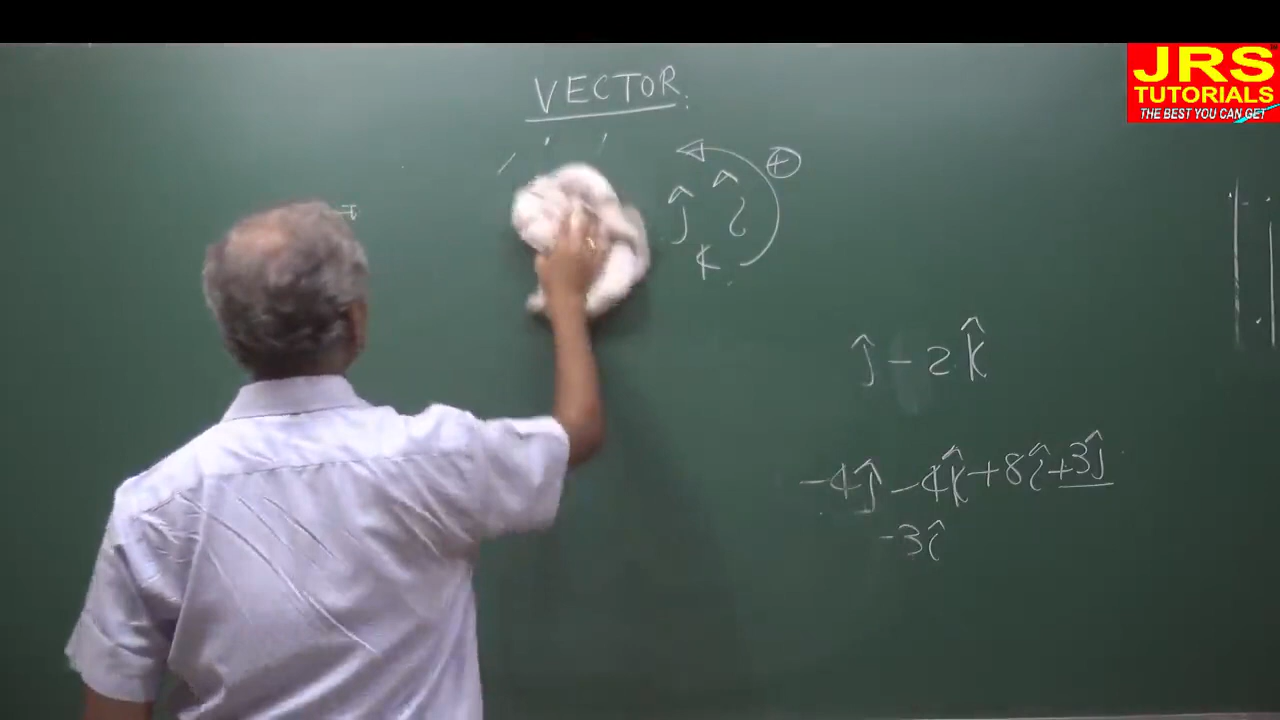 VECTOR:
JRS
TUTORIALS
THE BEST YOU CAN GET
ĵ î
k
+
ĵ - 2k̂
-4ĵ - 4k̂ + 8î + 3ĵ
-3î